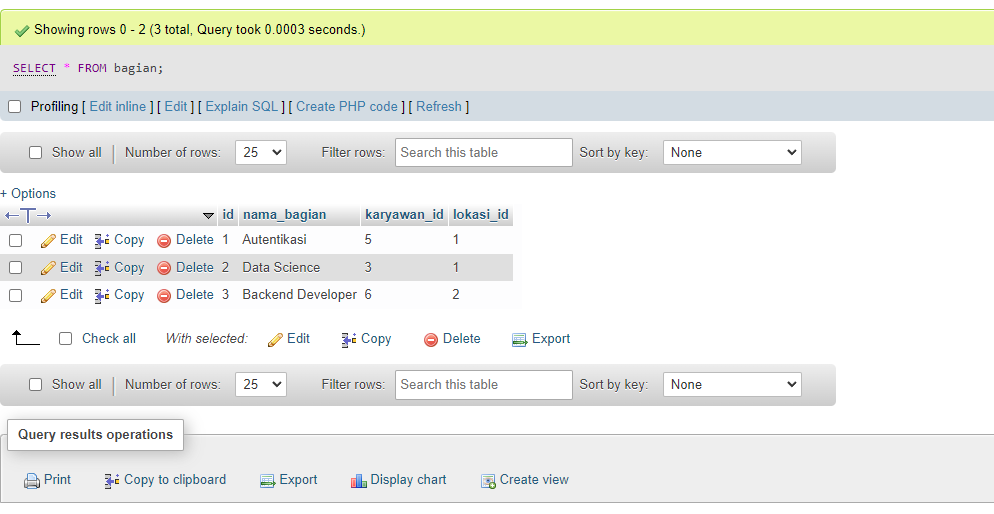 Showing rows 0 - 2 (3 total, Query took 0.0003 seconds.)
SELECT * FROM bagian;
Profiling [ Edit inline ] [ Edit ] [ Explain SQL ] [ Create PHP code ] [ Refresh ]
Show all | Number of rows: 25 Filter rows: Search this table Sort by key: None
+ Options
←T→ id nama_bagian karyawan_id lokasi_id
Edit Copy Delete 1 Autentikasi 5 1
Edit Copy Delete 2 Data Science 3 1
Edit Copy Delete 3 Backend Developer 6 2
Check all With selected: Edit Copy Delete Export
Show all | Number of rows: 25 Filter rows: Search this table Sort by key: None
Query results operations
Print Copy to clipboard Export Display chart Create view